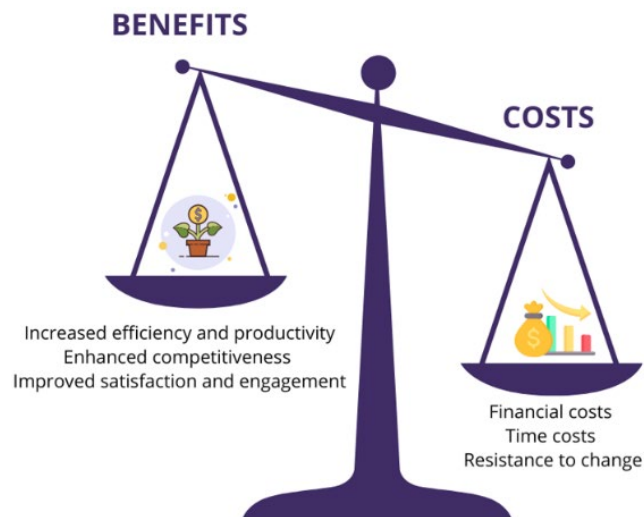 BENEFITS
COSTS
$
Increased efficiency and productivity
Enhanced competitiveness
Improved satisfaction and engagement
$
Financial costs
Time costs
Resistance to change